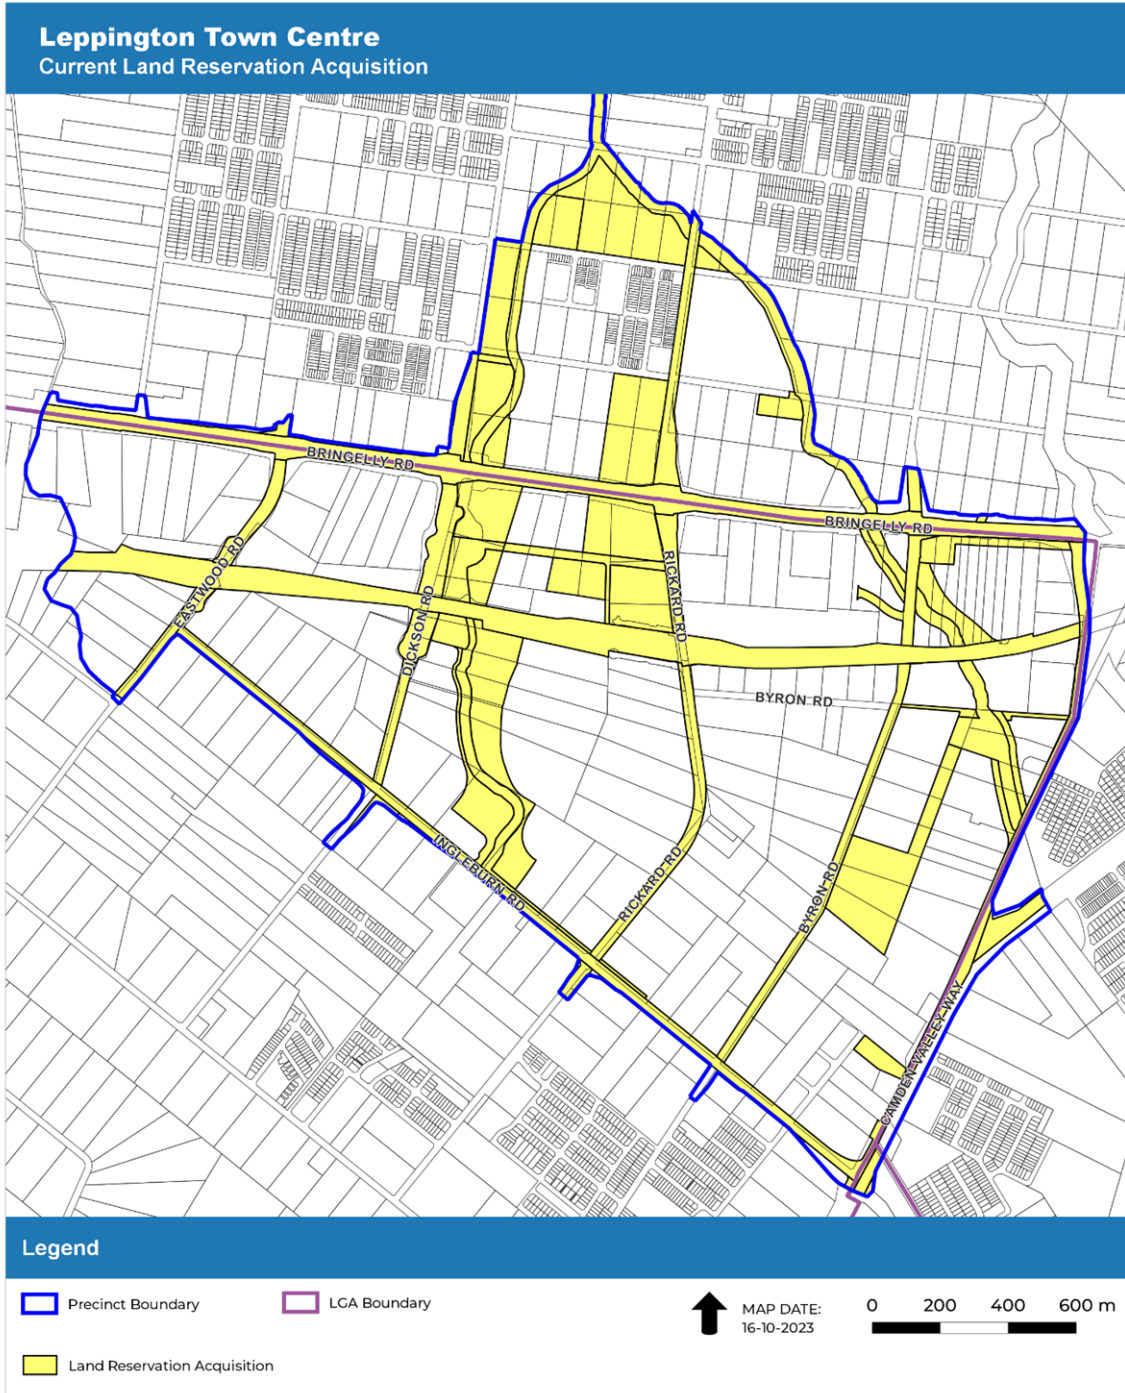 Leppington Town Centre
Current Land Reservation Acquisition
BRINGELLY RD
BRINGELLY RD
EASTWOOD RD
RICKARD RD
DICKSON RD
BYRON RD
INGLEBURN RD
RICKARD RD
BYRON RD
CAMDEN VALLEY WAY
Legend
Precinct Boundary
LGA Boundary
MAP DATE:
16-10-2023
0 200 400 600 m
Land Reservation Acquisition